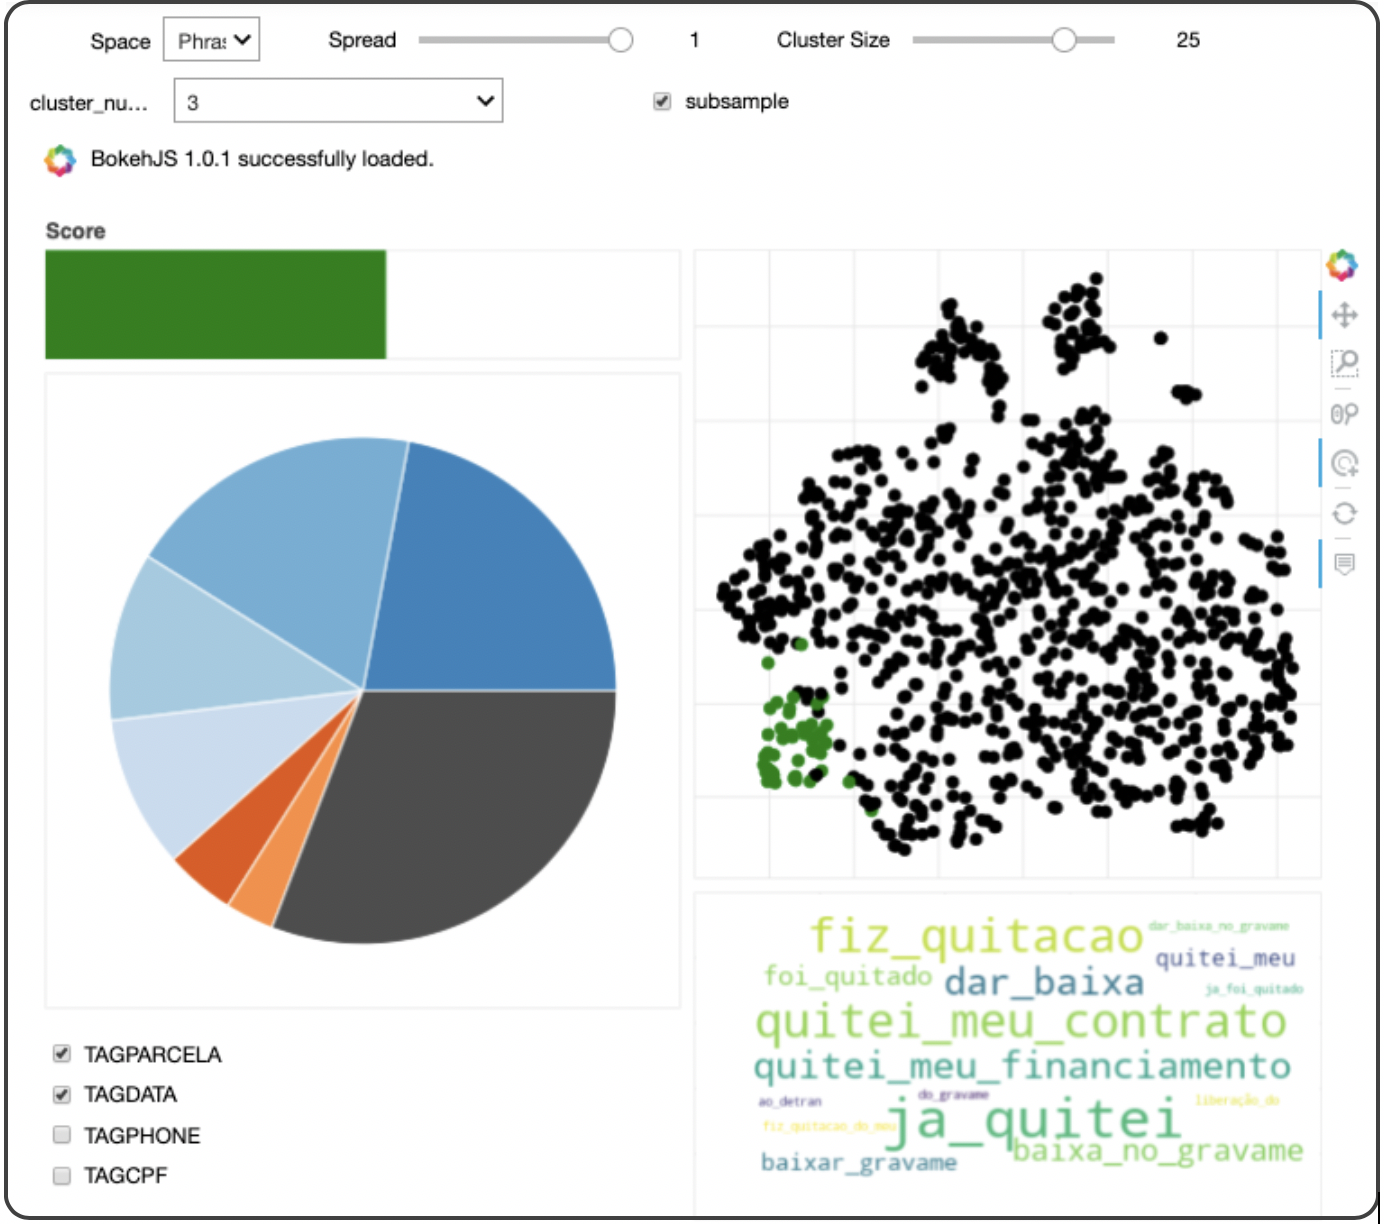 Space Phras Spread 1 Cluster Size 25
cluster_nu... 3 subsample
BokehJS 1.0.1 successfully loaded.
Score
fiz_quitacao dar_baixa_no_gravame
quitei_meu
foi_quitado dar_baixa ja_foi_quitado
quitei_meu_contrato
quitei_meu_financiamento
ao_detran do_gravame liberação_do
ja_quitei
fiz_quitacao_do_meu
baixa_no_gravame
baixar_gravame
TAGPARCELA
TAGDATA
TAGPHONE
TAGCPF